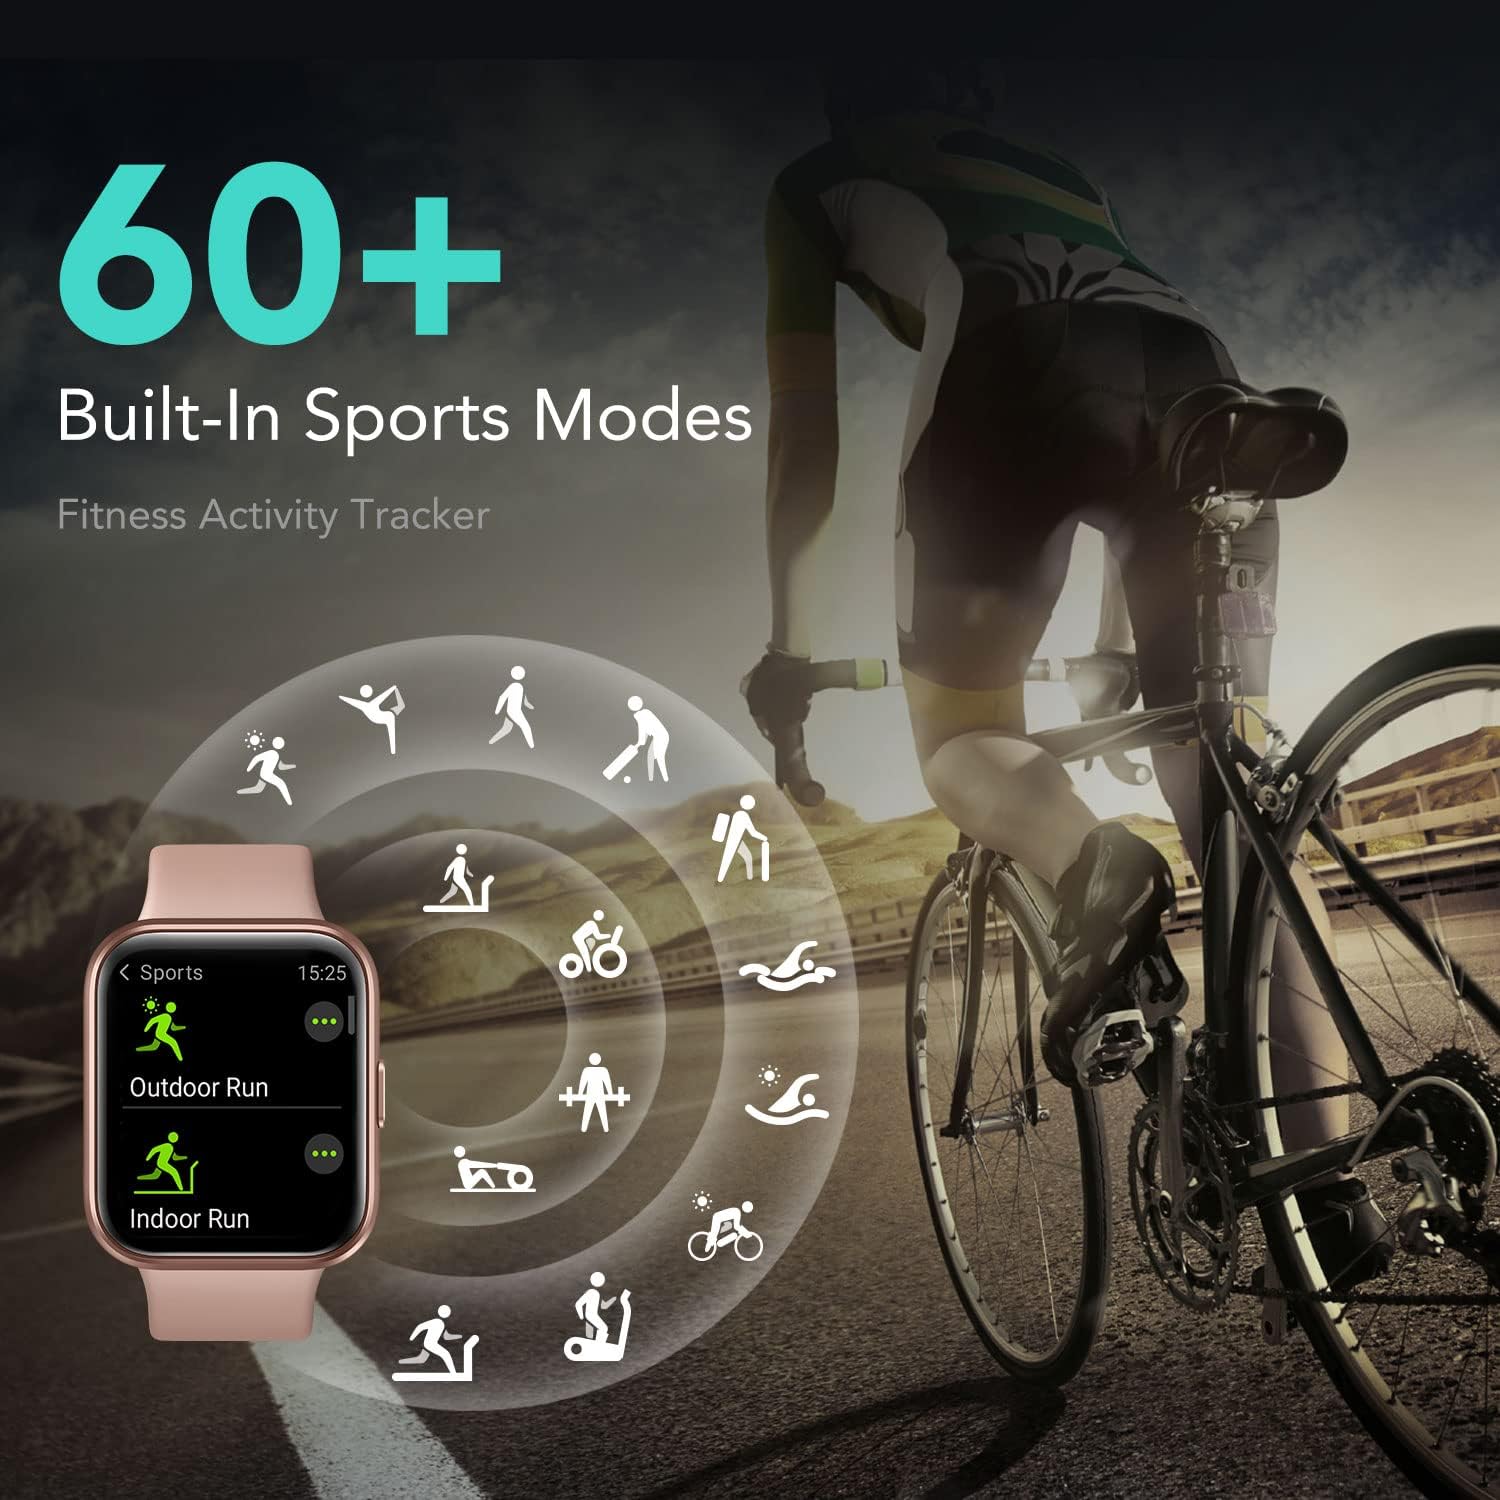 60+
Built-In Sports Modes
Fitness Activity Tracker
Sports 15:25
Outdoor Run
Indoor Run